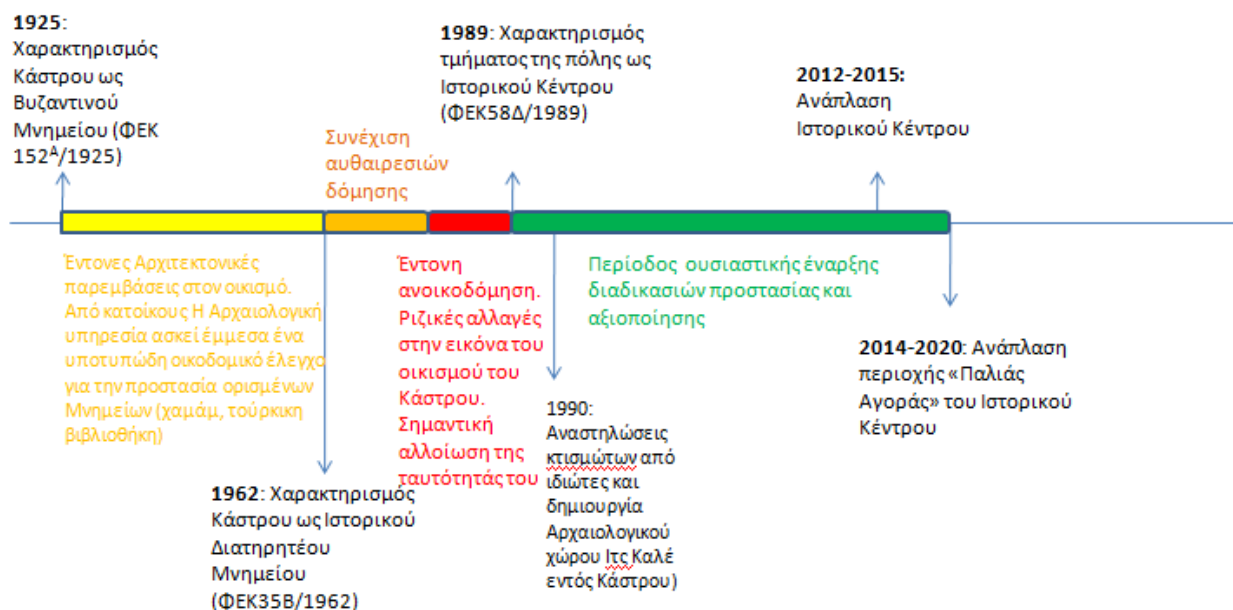 1925:
Χαρακτηρισμός
Κάστρου ως
Βυζαντινού
Μνημείου (ΦΕΚ
152Α/1925)
Συνέχιση
αυθαιρεσιών
δόμησης
1989: Χαρακτηρισμός
τμήματος της πόλης ως
Ιστορικού Κέντρου
(ΦΕΚ58Δ/1989)
2012-2015:
Ανάπλαση
Ιστορικού Κέντρου
Έντονες Αρχιτεκτονικές
παρεμβάσεις στον οικισμό.
Από κατοίκους Η Αρχαιολογική
υπηρεσία ασκεί έμμεσα ένα
υποτυπώδη οικοδομικό έλεγχο
για την προστασία ορισμένων
Μνημείων (χαμάμ, τούρκικη
βιβλιοθήκη)
1962: Χαρακτηρισμός
Κάστρου ως Ιστορικού
Διατηρητέου
Μνημείου
(ΦΕΚ35Β/1962)
Έντονη
ανοικοδόμηση.
Ριζικές αλλαγές
στην εικόνα του
οικισμού του
Κάστρου.
Σημαντική
αλλοίωση της
ταυτότητάς του
Περίοδος ουσιαστικής έναρξης
διαδικασιών προστασίας και
αξιοποίησης
1990:
Αναστηλώσεις
κτισμώτων από
ιδιώτες και
δημιουργία
Αρχαιολογικού
χώρου Ιτς Καλέ
εντός Κάστρου)
2014-2020: Ανάπλαση
περιοχής «Παλιάς
Αγοράς» του Ιστορικού
Κέντρου